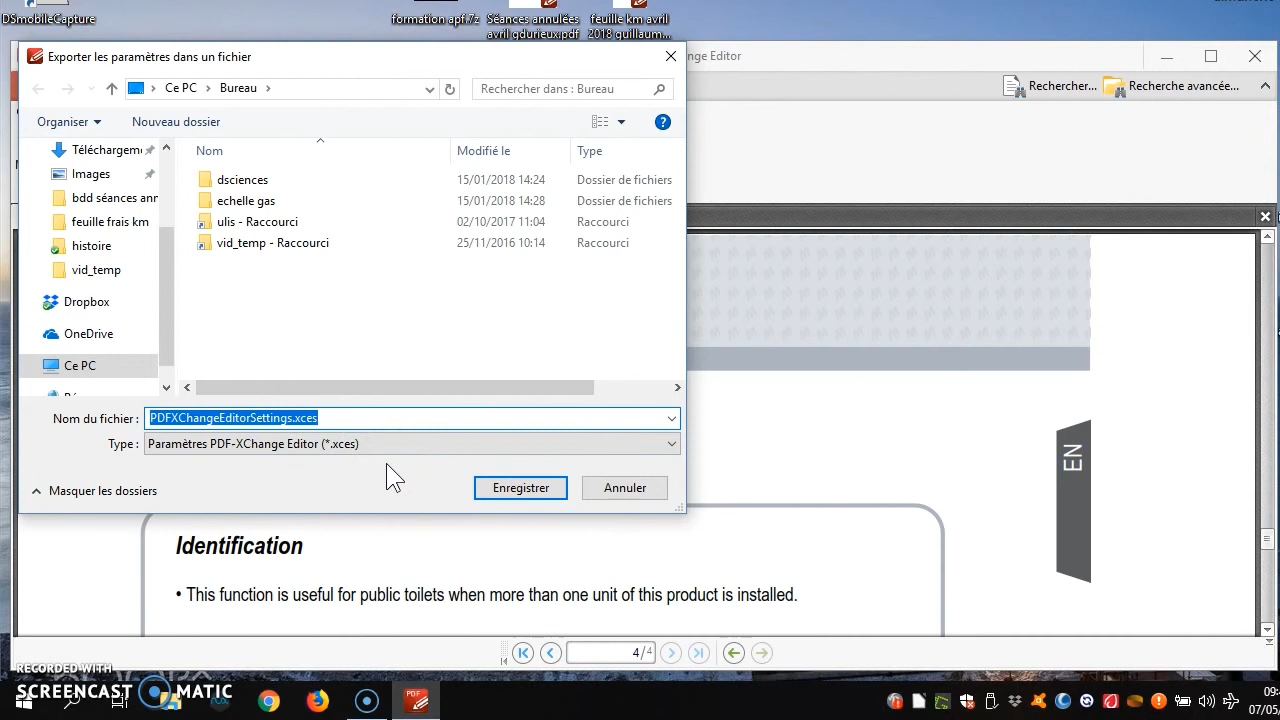 DSmobileCapture
formation apf.7z
Séances annulées
avril gdurieux.pdf
feuille km avril
2018 guillaum...
Exporter les paramètres dans un fichier
nge Editor
Ce PC
Bureau
Rechercher dans : Bureau
Rechercher...
Recherche avancée...
Organiser
Nouveau dossier
Nom
Modifié le
Type
Téléchargem
Images
bdd séances ann
feuille frais km
histoire
vid_temp
Dropbox
OneDrive
Ce PC
dsciences 15/01/2018 14:24 Dossier de fichiers
echelle gas 15/01/2018 14:28 Dossier de fichiers
ulis - Raccourci 02/10/2017 11:04 Raccourci
vid_temp - Raccourci 25/11/2016 10:14 Raccourci
Nom du fichier : PDFXChangeEditorSettings.xces
Type : Paramètres PDF-XChange Editor (*.xces)
Masquer les dossiers
Enregistrer
Annuler
EN
Identification
• This function is useful for public toilets when more than one unit of this product is installed.
4/4
RECORDED WITH
SCREENCAST MATIC
PDF
09:
07/05